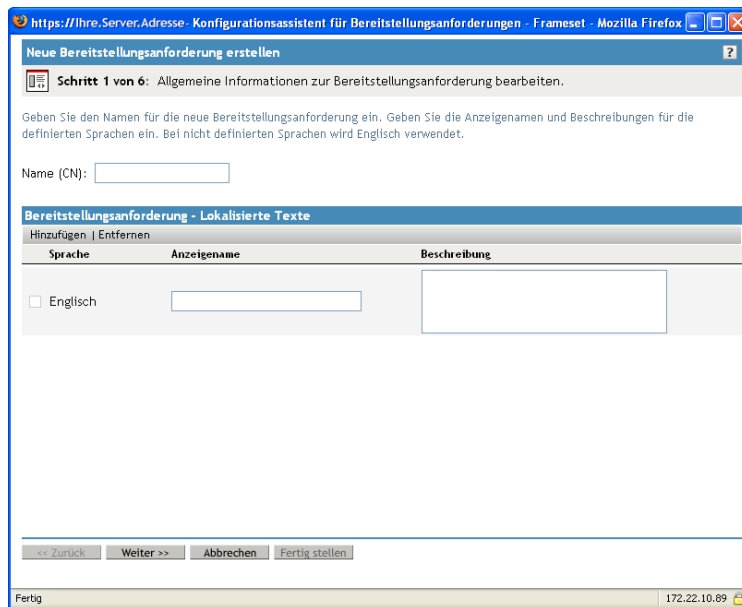 https://Ihre.Server.Adresse - Konfigurationsassistent für Bereitstellungsanforderungen - Frameset - Mozilla Firefox
Neue Bereitstellungsanforderung erstellen ?
Schritt 1 von 6: Allgemeine Informationen zur Bereitstellungsanforderung bearbeiten.
Geben Sie den Namen für die neue Bereitstellungsanforderung ein. Geben Sie die Anzeigenamen und Beschreibungen für die
definierten Sprachen ein. Bei nicht definierten Sprachen wird Englisch verwendet.
Name (CN):
Bereitstellungsanforderung - Lokalisierte Texte
Hinzufügen | Entfernen
Sprache Anzeigename Beschreibung
Englisch
<< Zurück Weiter >> Abbrechen Fertig stellen
Fertig 172.22.10.89